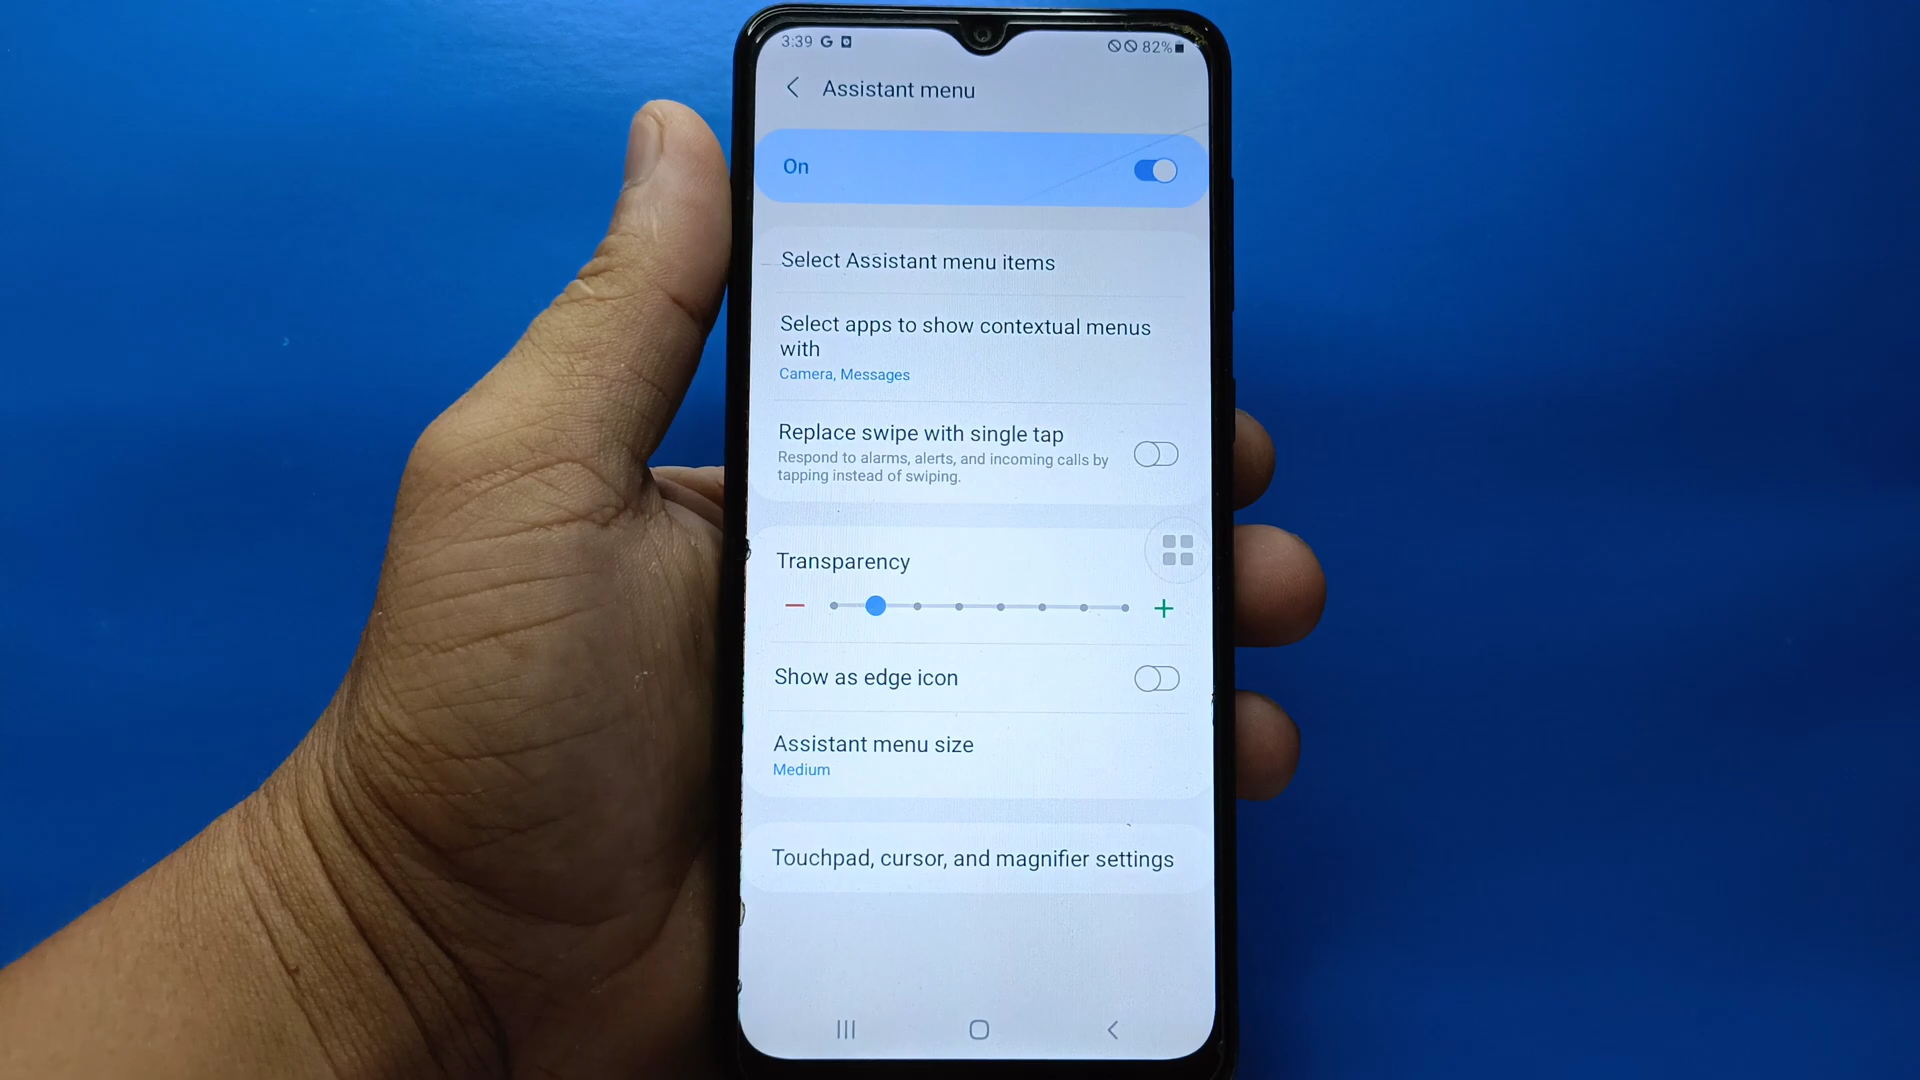 3:39 G
82%
Assistant menu
On
Select Assistant menu items
Select apps to show contextual menus
with
Camera, Messages
Replace swipe with single tap
Respond to alarms, alerts, and incoming calls by
tapping instead of swiping.
Transparency
Show as edge icon
Assistant menu size
Medium
Touchpad, cursor, and magnifier settings